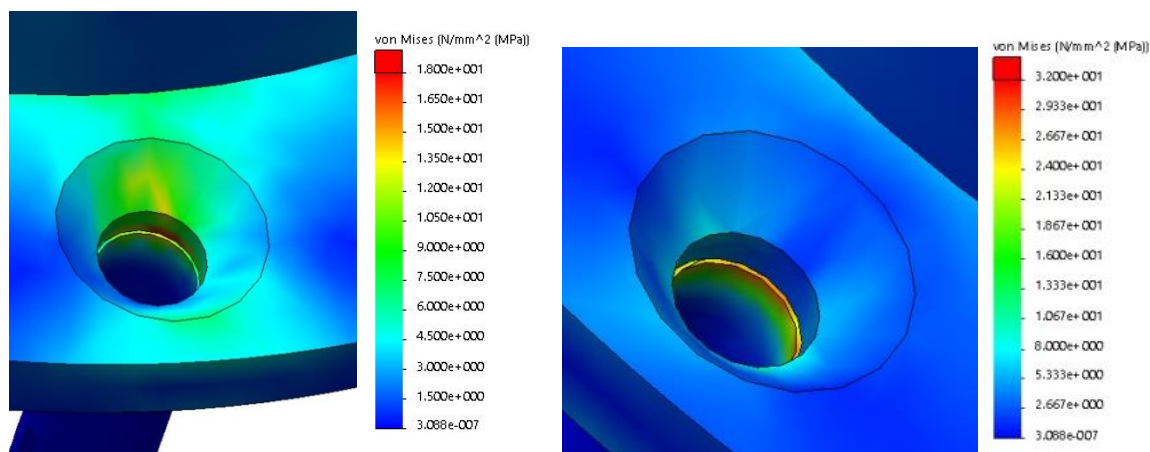 von Mises (N/mm^2 (MPa))
1.800e+001
1.650e+001
1.500e+001
1.350e+001
1.200e+001
1.050e+001
9.000e+000
7.500e+000
6.000e+000
4.500e+000
3.000e+000
1.500e+000
3.088e-007
von Mises (N/mm^2 (MPa))
3.200e+001
2.933e+001
2.667e+001
2.400e+001
2.133e+001
1.867e+001
1.600e+001
1.333e+001
1.067e+001
8.000e+000
5.333e+000
2.667e+000
3.088e-007